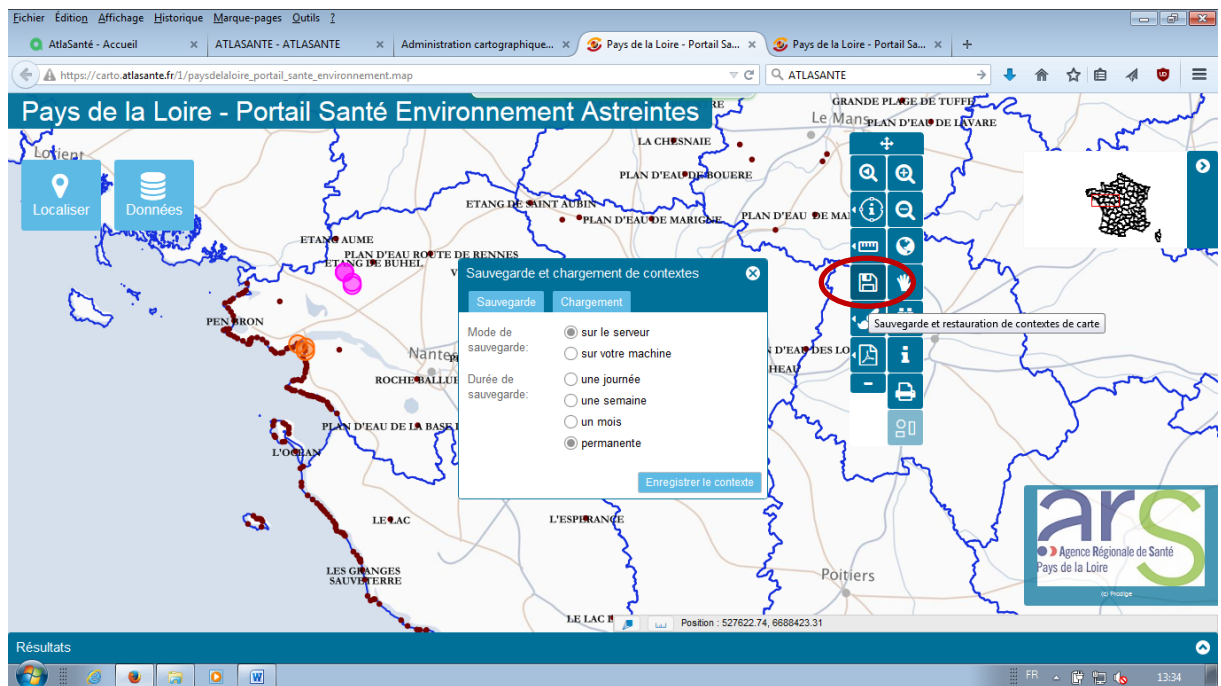 Fichier Édition Affichage Historique Marque-pages Outils ?
AtlaSanté - Accueil × ATLASANTE - ATLASANTE × Administration cartographique... × Pays de la Loire - Portail Sa... × Pays de la Loire - Portail Sa... × +
https://carto.atlasante.fr/1/paysdelaloire_portail_sante_environnement.map
ATLASANTE
Pays de la Loire - Portail Santé Environnement Astreintes
GRANDE PLAGE DE TUFFE
Le Mans
PLAN D'EAU DE LAVARE
Lorient
LA CHESNAIE
Localiser
Données
PLAN D'EAU DE BOUERE
ETANG DE SAINT AUBIN
PLAN D'EAU DE MARIGNE
PLAN D'EAU DE MA
ETANG AUME
PLAN D'EAU ROUTE DE RENNES
ETANG DE BUHEL
Sauvegarde et chargement de contextes
Sauvegarde Chargement
Mode de sauvegarde:
sur le serveur
sur votre machine
Durée de sauvegarde:
une journée
une semaine
un mois
permanente
Enregistrer le contexte
Sauvegarde et restauration de contextes de carte
PEN BRON
Nantes
N D'EAU DES LO
HEAU
ROCHE BALLUE
PLAN D'EAU DE LA BASE
L'OCEAN
LE LAC
L'ESPERANCE
LES GRANGES
SAUVETERRE
Poitiers
ars
Agence Régionale de Santé
Pays de la Loire
(c) Prodige
LE LAC
Position : 527622.74, 6688423.31
Résultats
FR 13:34